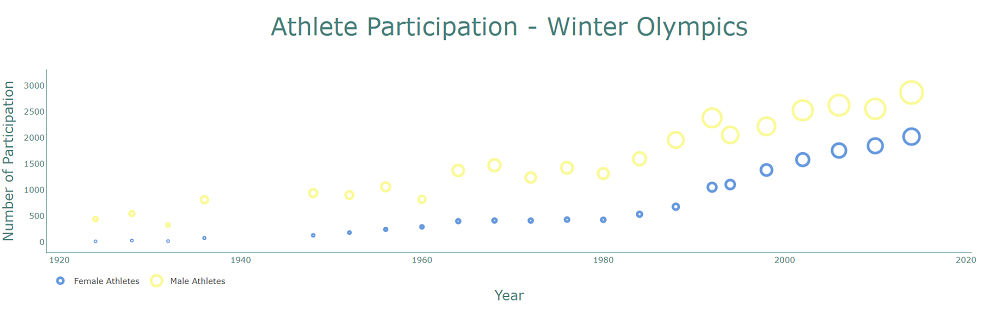 Athlete Participation - Winter Olympics
Number of Participation
3000
2500
2000
1500
1000
500
0
1920 1940 1960 1980 2000 2020
Female Athletes Male Athletes
Year